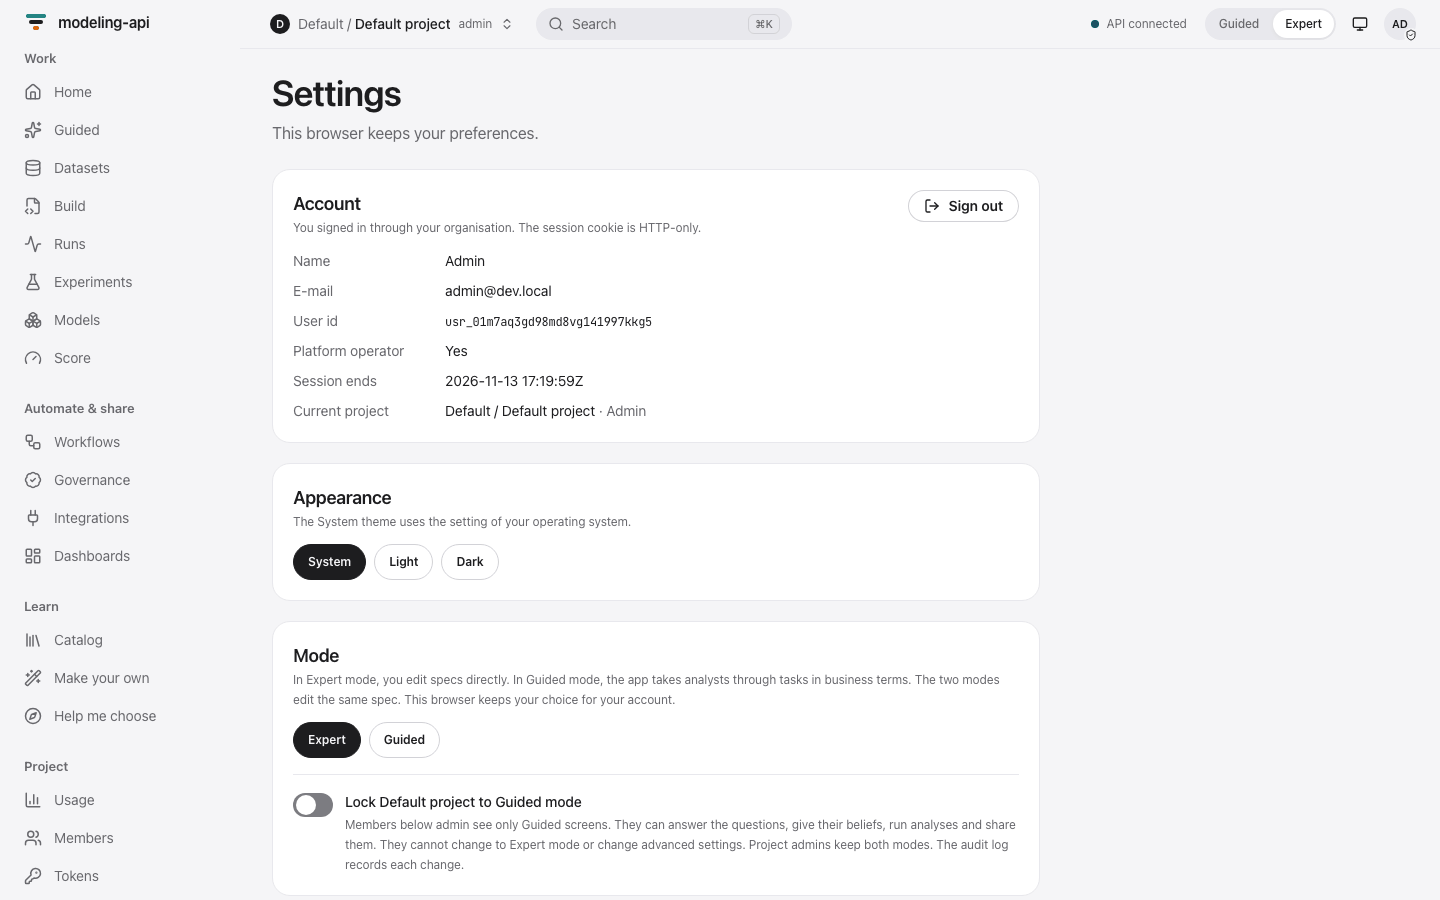 modeling-api
D Default / Default project admin
Search ⌘K
API connected
Guided Expert
AD
Work
Home
Guided
Datasets
Build
Runs
Experiments
Models
Score
Automate & share
Workflows
Governance
Integrations
Dashboards
Learn
Catalog
Make your own
Help me choose
Project
Usage
Members
Tokens
Settings
This browser keeps your preferences.
Account
Sign out
You signed in through your organisation. The session cookie is HTTP-only.
Name Admin
E-mail admin@dev.local
User id usr_01m7aq3gd98md8vg141997kkg5
Platform operator Yes
Session ends 2026-11-13 17:19:59Z
Current project Default / Default project · Admin
Appearance
The System theme uses the setting of your operating system.
System Light Dark
Mode
In Expert mode, you edit specs directly. In Guided mode, the app takes analysts through tasks in business terms. The two modes
edit the same spec. This browser keeps your choice for your account.
Expert Guided
Lock Default project to Guided mode
Members below admin see only Guided screens. They can answer the questions, give their beliefs, run analyses and share
them. They cannot change to Expert mode or change advanced settings. Project admins keep both modes. The audit log
records each change.